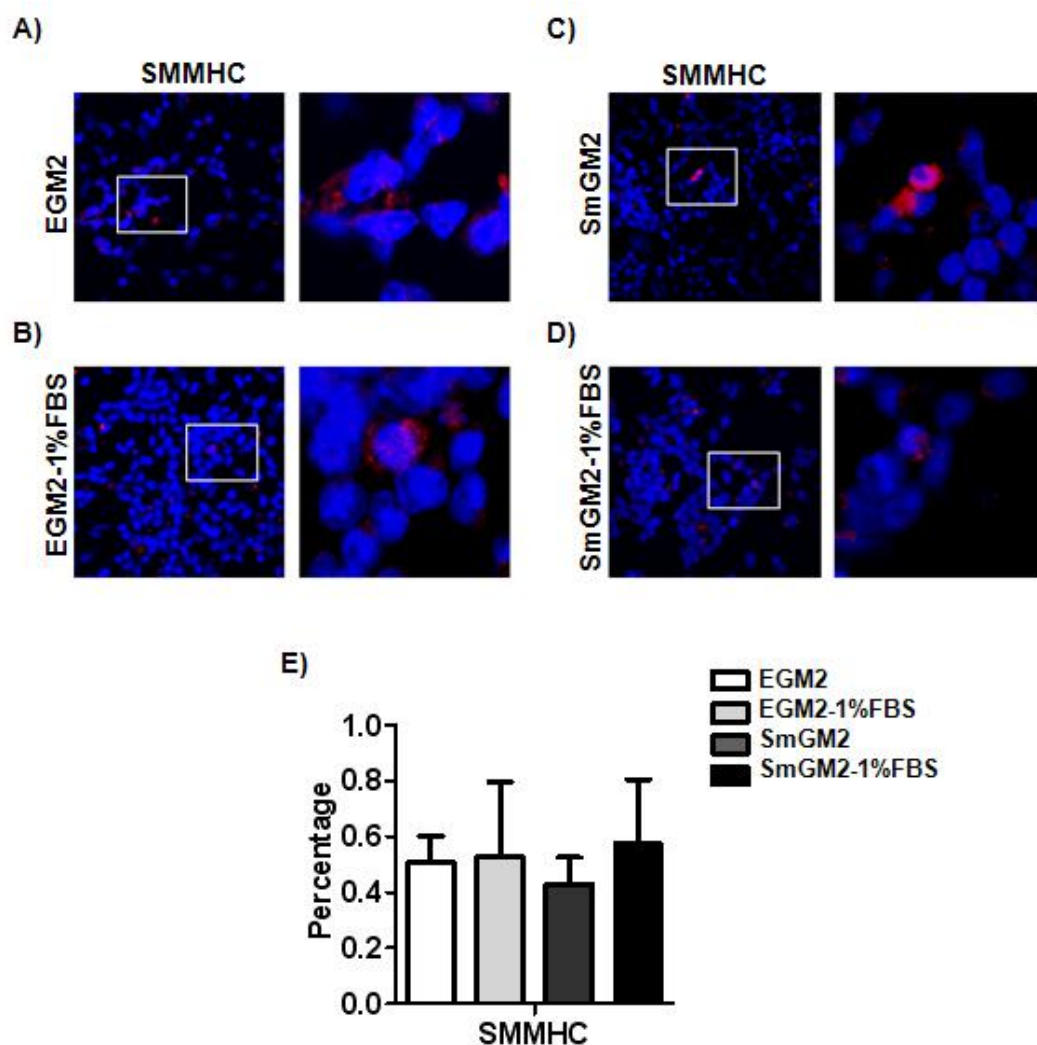 A)
SMMHC
EGM2
B)
EGM2-1%FBS
C)
SMMHC
SmGM2
D)
SmGM2-1%FBS
E)
EGM2
EGM2-1%FBS
SmGM2
SmGM2-1%FBS
Percentage
1.0
0.8
0.6
0.4
0.2
0.0
SMMHC